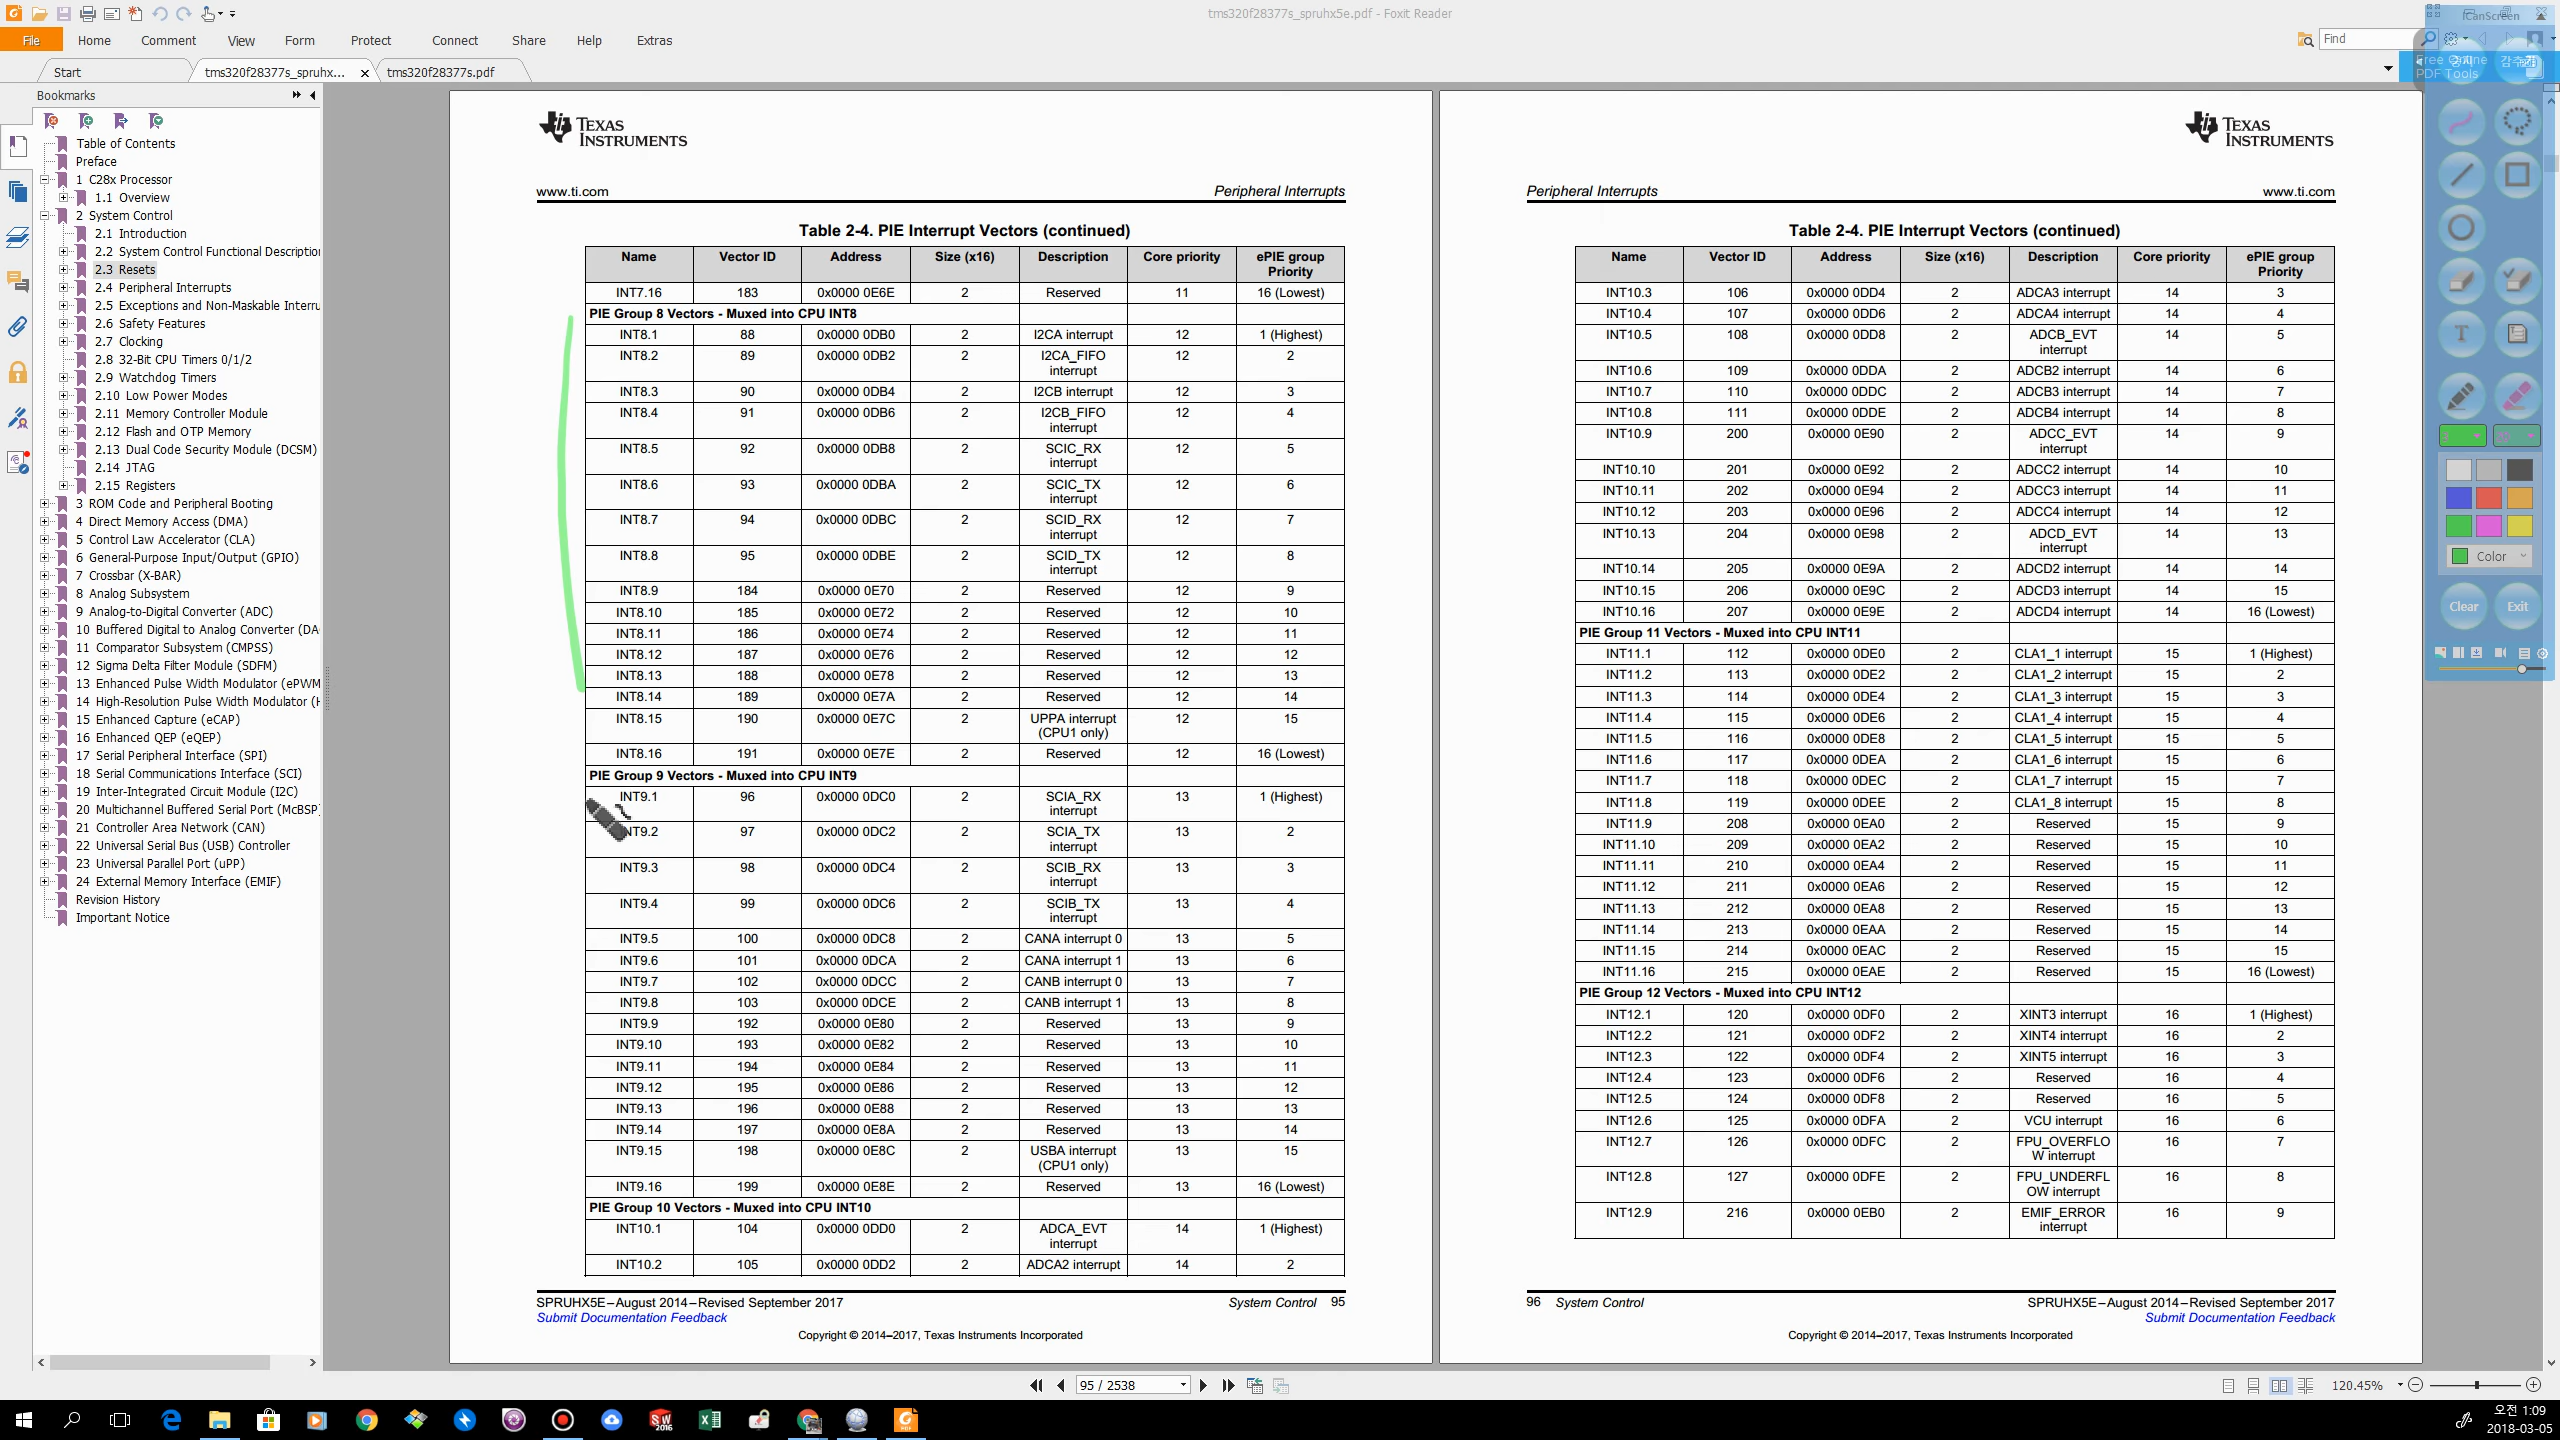 tms320f28377s_spruhx5e.pdf - Foxit Reader
File Home Comment View Form Protect Connect Share Help Extras
Find
Start tms320f28377s_spruhx... tms320f28377s.pdf
Free Online
PDF Tools
iCanScreen
Bookmarks
Table of Contents
Preface
1 C28x Processor
1.1 Overview
2 System Control
2.1 Introduction
2.2 System Control Functional Description
2.3 Resets
2.4 Peripheral Interrupts
2.5 Exceptions and Non-Maskable Interru
2.6 Safety Features
2.7 Clocking
2.8 32-Bit CPU Timers 0/1/2
2.9 Watchdog Timers
2.10 Low Power Modes
2.11 Memory Controller Module
2.12 Flash and OTP Memory
2.13 Dual Code Security Module (DCSM)
2.14 JTAG
2.15 Registers
3 ROM Code and Peripheral Booting
4 Direct Memory Access (DMA)
5 Control Law Accelerator (CLA)
6 General-Purpose Input/Output (GPIO)
7 Crossbar (X-BAR)
8 Analog Subsystem
9 Analog-to-Digital Converter (ADC)
10 Buffered Digital to Analog Converter (DA
11 Comparator Subsystem (CMPSS)
12 Sigma Delta Filter Module (SDFM)
13 Enhanced Pulse Width Modulator (ePWM
14 High-Resolution Pulse Width Modulator (H
15 Enhanced Capture (eCAP)
16 Enhanced QEP (eQEP)
17 Serial Peripheral Interface (SPI)
18 Serial Communications Interface (SCI)
19 Inter-Integrated Circuit Module (I2C)
20 Multichannel Buffered Serial Port (McBSP)
21 Controller Area Network (CAN)
22 Universal Serial Bus (USB) Controller
23 Universal Parallel Port (uPP)
24 External Memory Interface (EMIF)
Revision History
Important Notice
TEXAS
INSTRUMENTS
www.ti.com Peripheral Interrupts
Table 2-4. PIE Interrupt Vectors (continued)
Name Vector ID Address Size (x16) Description Core priority ePIE group
Priority
INT7.16 183 0x0000 0E6E 2 Reserved 11 16 (Lowest)
PIE Group 8 Vectors - Muxed into CPU INT8
INT8.1 88 0x0000 0DB0 2 I2CA interrupt 12 1 (Highest)
INT8.2 89 0x0000 0DB2 2 I2CA_FIFO 12 2
interrupt
INT8.3 90 0x0000 0DB4 2 I2CB interrupt 12 3
INT8.4 91 0x0000 0DB6 2 I2CB_FIFO 12 4
interrupt
INT8.5 92 0x0000 0DB8 2 SCIC_RX 12 5
interrupt
INT8.6 93 0x0000 0DBA 2 SCIC_TX 12 6
interrupt
INT8.7 94 0x0000 0DBC 2 SCID_RX 12 7
interrupt
INT8.8 95 0x0000 0DBE 2 SCID_TX 12 8
interrupt
INT8.9 184 0x0000 0E70 2 Reserved 12 9
INT8.10 185 0x0000 0E72 2 Reserved 12 10
INT8.11 186 0x0000 0E74 2 Reserved 12 11
INT8.12 187 0x0000 0E76 2 Reserved 12 12
INT8.13 188 0x0000 0E78 2 Reserved 12 13
INT8.14 189 0x0000 0E7A 2 Reserved 12 14
INT8.15 190 0x0000 0E7C 2 UPPA interrupt 12 15
(CPU1 only)
INT8.16 191 0x0000 0E7E 2 Reserved 12 16 (Lowest)
PIE Group 9 Vectors - Muxed into CPU INT9
INT9.1 96 0x0000 0DC0 2 SCIA_RX 13 1 (Highest)
interrupt
INT9.2 97 0x0000 0DC2 2 SCIA_TX 13 2
interrupt
INT9.3 98 0x0000 0DC4 2 SCIB_RX 13 3
interrupt
INT9.4 99 0x0000 0DC6 2 SCIB_TX 13 4
interrupt
INT9.5 100 0x0000 0DC8 2 CANA interrupt 0 13 5
INT9.6 101 0x0000 0DCA 2 CANA interrupt 1 13 6
INT9.7 102 0x0000 0DCC 2 CANB interrupt 0 13 7
INT9.8 103 0x0000 0DCE 2 CANB interrupt 1 13 8
INT9.9 192 0x0000 0E80 2 Reserved 13 9
INT9.10 193 0x0000 0E82 2 Reserved 13 10
INT9.11 194 0x0000 0E84 2 Reserved 13 11
INT9.12 195 0x0000 0E86 2 Reserved 13 12
INT9.13 196 0x0000 0E88 2 Reserved 13 13
INT9.14 197 0x0000 0E8A 2 Reserved 13 14
INT9.15 198 0x0000 0E8C 2 USBA interrupt 13 15
(CPU1 only)
INT9.16 199 0x0000 0E8E 2 Reserved 13 16 (Lowest)
PIE Group 10 Vectors - Muxed into CPU INT10
INT10.1 104 0x0000 0DD0 2 ADCA_EVT 14 1 (Highest)
interrupt
INT10.2 105 0x0000 0DD2 2 ADCA2 interrupt 14 2
SPRUHX5E–August 2014–Revised September 2017 System Control 95
Submit Documentation Feedback
Copyright © 2014–2017, Texas Instruments Incorporated
TEXAS
INSTRUMENTS
Peripheral Interrupts www.ti.com
Table 2-4. PIE Interrupt Vectors (continued)
Name Vector ID Address Size (x16) Description Core priority ePIE group
Priority
INT10.3 106 0x0000 0DD4 2 ADCA3 interrupt 14 3
INT10.4 107 0x0000 0DD6 2 ADCA4 interrupt 14 4
INT10.5 108 0x0000 0DD8 2 ADCB_EVT 14 5
interrupt
INT10.6 109 0x0000 0DDA 2 ADCB2 interrupt 14 6
INT10.7 110 0x0000 0DDC 2 ADCB3 interrupt 14 7
INT10.8 111 0x0000 0DDE 2 ADCB4 interrupt 14 8
INT10.9 200 0x0000 0E90 2 ADCC_EVT 14 9
interrupt
INT10.10 201 0x0000 0E92 2 ADCC2 interrupt 14 10
INT10.11 202 0x0000 0E94 2 ADCC3 interrupt 14 11
INT10.12 203 0x0000 0E96 2 ADCC4 interrupt 14 12
INT10.13 204 0x0000 0E98 2 ADCD_EVT 14 13
interrupt
INT10.14 205 0x0000 0E9A 2 ADCD2 interrupt 14 14
INT10.15 206 0x0000 0E9C 2 ADCD3 interrupt 14 15
INT10.16 207 0x0000 0E9E 2 ADCD4 interrupt 14 16 (Lowest)
PIE Group 11 Vectors - Muxed into CPU INT11
INT11.1 112 0x0000 0DE0 2 CLA1_1 interrupt 15 1 (Highest)
INT11.2 113 0x0000 0DE2 2 CLA1_2 interrupt 15 2
INT11.3 114 0x0000 0DE4 2 CLA1_3 interrupt 15 3
INT11.4 115 0x0000 0DE6 2 CLA1_4 interrupt 15 4
INT11.5 116 0x0000 0DE8 2 CLA1_5 interrupt 15 5
INT11.6 117 0x0000 0DEA 2 CLA1_6 interrupt 15 6
INT11.7 118 0x0000 0DEC 2 CLA1_7 interrupt 15 7
INT11.8 119 0x0000 0DEE 2 CLA1_8 interrupt 15 8
INT11.9 208 0x0000 0EA0 2 Reserved 15 9
INT11.10 209 0x0000 0EA2 2 Reserved 15 10
INT11.11 210 0x0000 0EA4 2 Reserved 15 11
INT11.12 211 0x0000 0EA6 2 Reserved 15 12
INT11.13 212 0x0000 0EA8 2 Reserved 15 13
INT11.14 213 0x0000 0EAA 2 Reserved 15 14
INT11.15 214 0x0000 0EAC 2 Reserved 15 15
INT11.16 215 0x0000 0EAE 2 Reserved 15 16 (Lowest)
PIE Group 12 Vectors - Muxed into CPU INT12
INT12.1 120 0x0000 0DF0 2 XINT3 interrupt 16 1 (Highest)
INT12.2 121 0x0000 0DF2 2 XINT4 interrupt 16 2
INT12.3 122 0x0000 0DF4 2 XINT5 interrupt 16 3
INT12.4 123 0x0000 0DF6 2 Reserved 16 4
INT12.5 124 0x0000 0DF8 2 Reserved 16 5
INT12.6 125 0x0000 0DFA 2 VCU interrupt 16 6
INT12.7 126 0x0000 0DFC 2 FPU_OVERFLO 16 7
W interrupt
INT12.8 127 0x0000 0DFE 2 FPU_UNDERFL 16 8
OW interrupt
INT12.9 216 0x0000 0EB0 2 EMIF_ERROR 16 9
interrupt
96 System Control SPRUHX5E–August 2014–Revised September 2017
Submit Documentation Feedback
Copyright © 2014–2017, Texas Instruments Incorporated
Color
Clear Exit
95 / 2538
120.45%
오전 1:09
2018-03-05